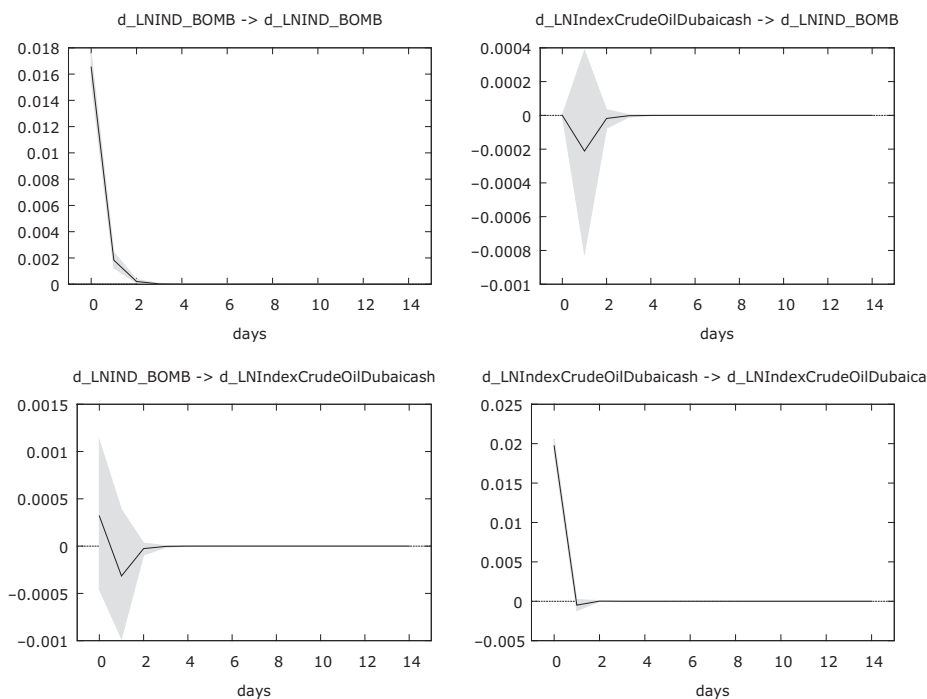 d_LNIND_BOMB -> d_LNIND_BOMB
0.018
0.016
0.014
0.012
0.01
0.008
0.006
0.004
0.002
0
0 2 4 6 8 10 12 14
days
d_LNIndexCrudeOilDubaicash -> d_LNIND_BOMB
0.0004
0.0002
0
−0.0002
−0.0004
−0.0006
−0.0008
−0.001
0 2 4 6 8 10 12 14
days
d_LNIND_BOMB -> d_LNIndexCrudeOilDubaicash
0.0015
0.001
0.0005
0
−0.0005
−0.001
0 2 4 6 8 10 12 14
days
d_LNIndexCrudeOilDubaicash -> d_LNIndexCrudeOilDubaica
0.025
0.02
0.015
0.01
0.005
0
−0.005
0 2 4 6 8 10 12 14
days